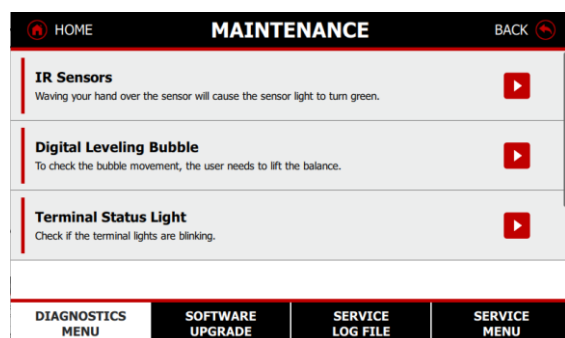 HOME MAINTENANCE BACK
IR Sensors
Waving your hand over the sensor will cause the sensor light to turn green.
Digital Leveling Bubble
To check the bubble movement, the user needs to lift the balance.
Terminal Status Light
Check if the terminal lights are blinking.
DIAGNOSTICS SOFTWARE SERVICE SERVICE
MENU UPGRADE LOG FILE MENU